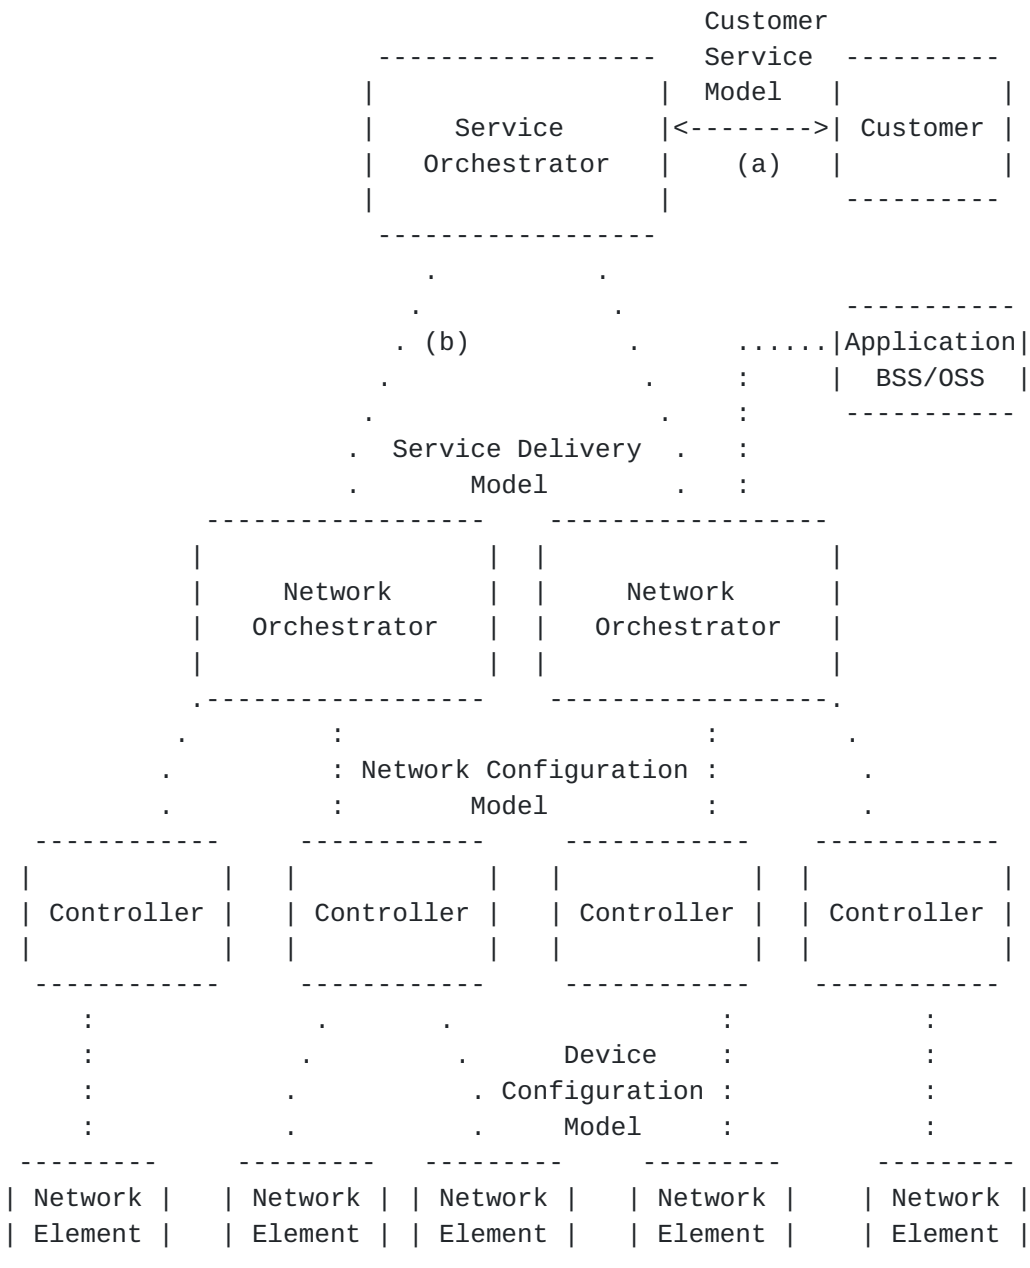 Customer
                               ------------------   Service  ----------
                              |                  |  Model   |          |
                              |     Service      |<-------->| Customer |
                              |   Orchestrator   |    (a)   |          |
                              |                  |           ----------
                               ------------------
                                  .          .
                                 .            .              -----------
                                . (b)          .      ......|Application|
                               .                .     :     |  BSS/OSS  |
                              .                  .    :      -----------
                             .  Service Delivery  .   :
                             .       Model        .   :
                    ------------------    ------------------
                   |                  |  |                  |
                   |     Network      |  |     Network      |
                   |   Orchestrator   |  |   Orchestrator   |
                   |                  |  |                  |
                   .------------------    ------------------.
                  .         :                       :        .
                 .          : Network Configuration :         .
                 .          :        Model          :         .
         ------------     ------------     ------------    ------------
        |            |   |            |   |            |  |            |
        | Controller |   | Controller |   | Controller |  | Controller |
        |            |   |            |   |            |  |            |
         ------------     ------------     ------------    ------------
            :              .       .                 :            :
            :             .         .      Device    :            :
            :            .           . Configuration :            :
            :            .           .     Model     :            :
        ---------     ---------   ---------     ---------      ---------
       | Network |   | Network | | Network |   | Network |    | Network |
       | Element |   | Element | | Element |   | Element |    | Element |